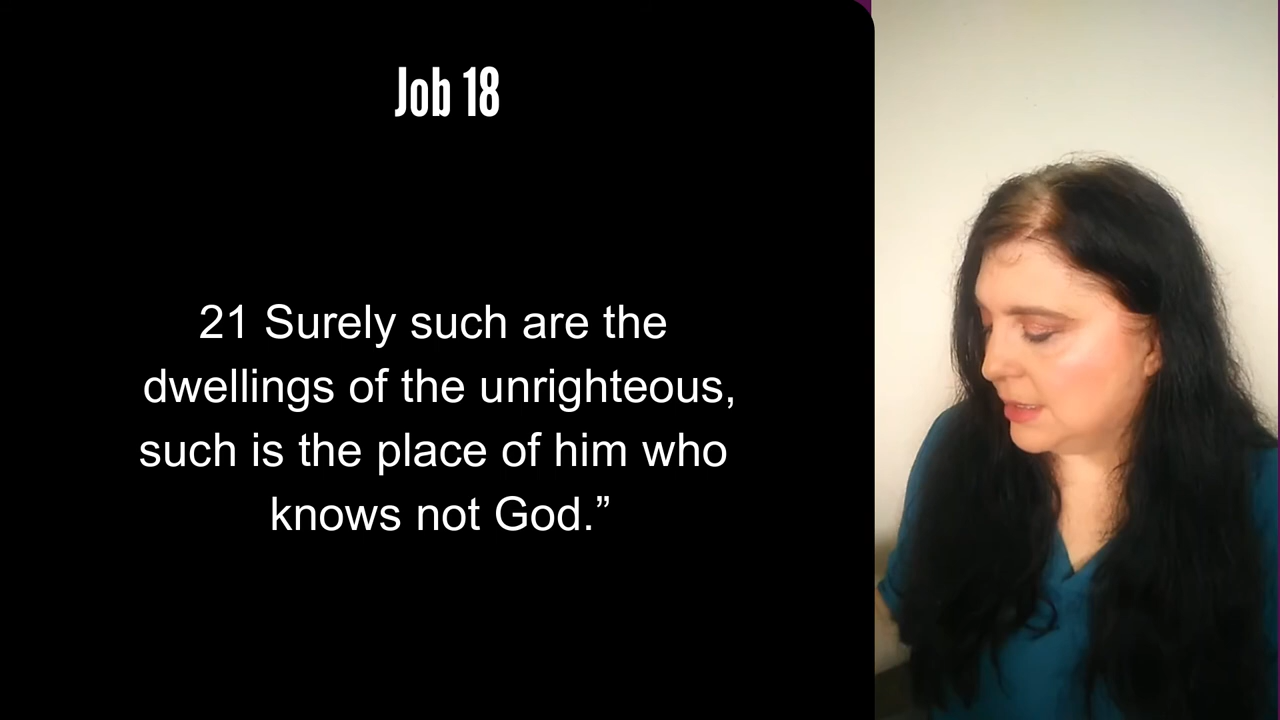 Job 18
21 Surely such are the
dwellings of the unrighteous,
such is the place of him who
knows not God.”